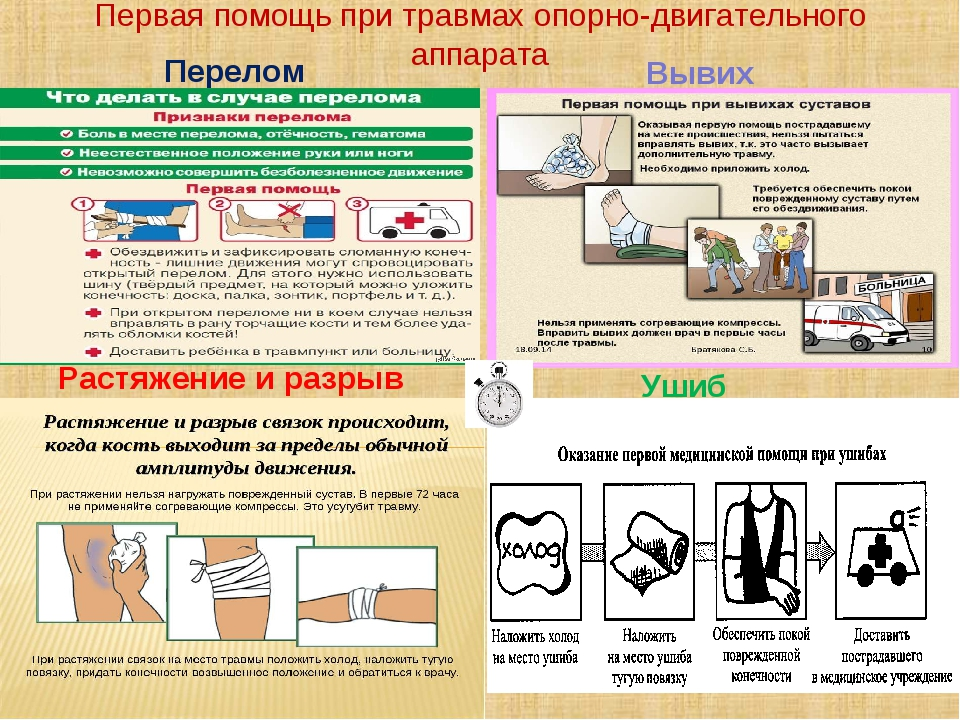 Первая помощь при травмах опорно-двигательного
аппарата
Перелом
Что делать в случае перелома
Признаки перелома
Боль в месте перелома, отёчность, гематома
Неестественное положение руки или ноги
Невозможно совершить безболезненное движение
Первая помощь
1 2 3
Обездвижить и зафиксировать сломанную конеч-
ность - лишние движения могут спровоцировать
открытый перелом. Для этого нужно использовать
шину (твёрдый предмет, на который можно уложить
конечность: доска, палка, зонтик, портфель и т. д.).
При открытом переломе ни в коем случае нельзя
вправлять в рану торчащие кости и тем более уда-
лять обломки костей!
Доставить ребёнка в травмпункт или больницу
Вывих
Первая помощь при вывихах суставов
Оказывая первую помощь пострадавшему
на месте происшествия, нельзя пытаться
вправлять вывих, т.к. это часто вызывает
дополнительную травму.
Необходимо приложить холод.
Требуется обеспечить покои
поврежденному суставу путем
его обездвиживания.
БОЛЬНИЦА
Нельзя применять согревающие компрессы.
Вправить вывих должен врач в первые часы
после травмы.
18.09.14 Братякова С.Б. 10
Растяжение и разрыв
Растяжение и разрыв связок происходит,
когда кость выходит за пределы обычной
амплитуды движения.
При растяжении нельзя нагружать поврежденный сустав. В первые 72 часа
не применяйте согревающие компрессы. Это усугубит травму.
При растяжении связок на место травмы положить холод, наложить тугую
повязку, придать конечности возвышенное положение и обратиться к врачу.
Ушиб
Оказание первой медицинской помощи при ушибах
холод
Наложить холод
на место ушиба
Наложить
на место ушиба
тугую повязку
Обеспечить покой
поврежденной
конечности
Доставить
пострадавшего
в медицинское учреждение